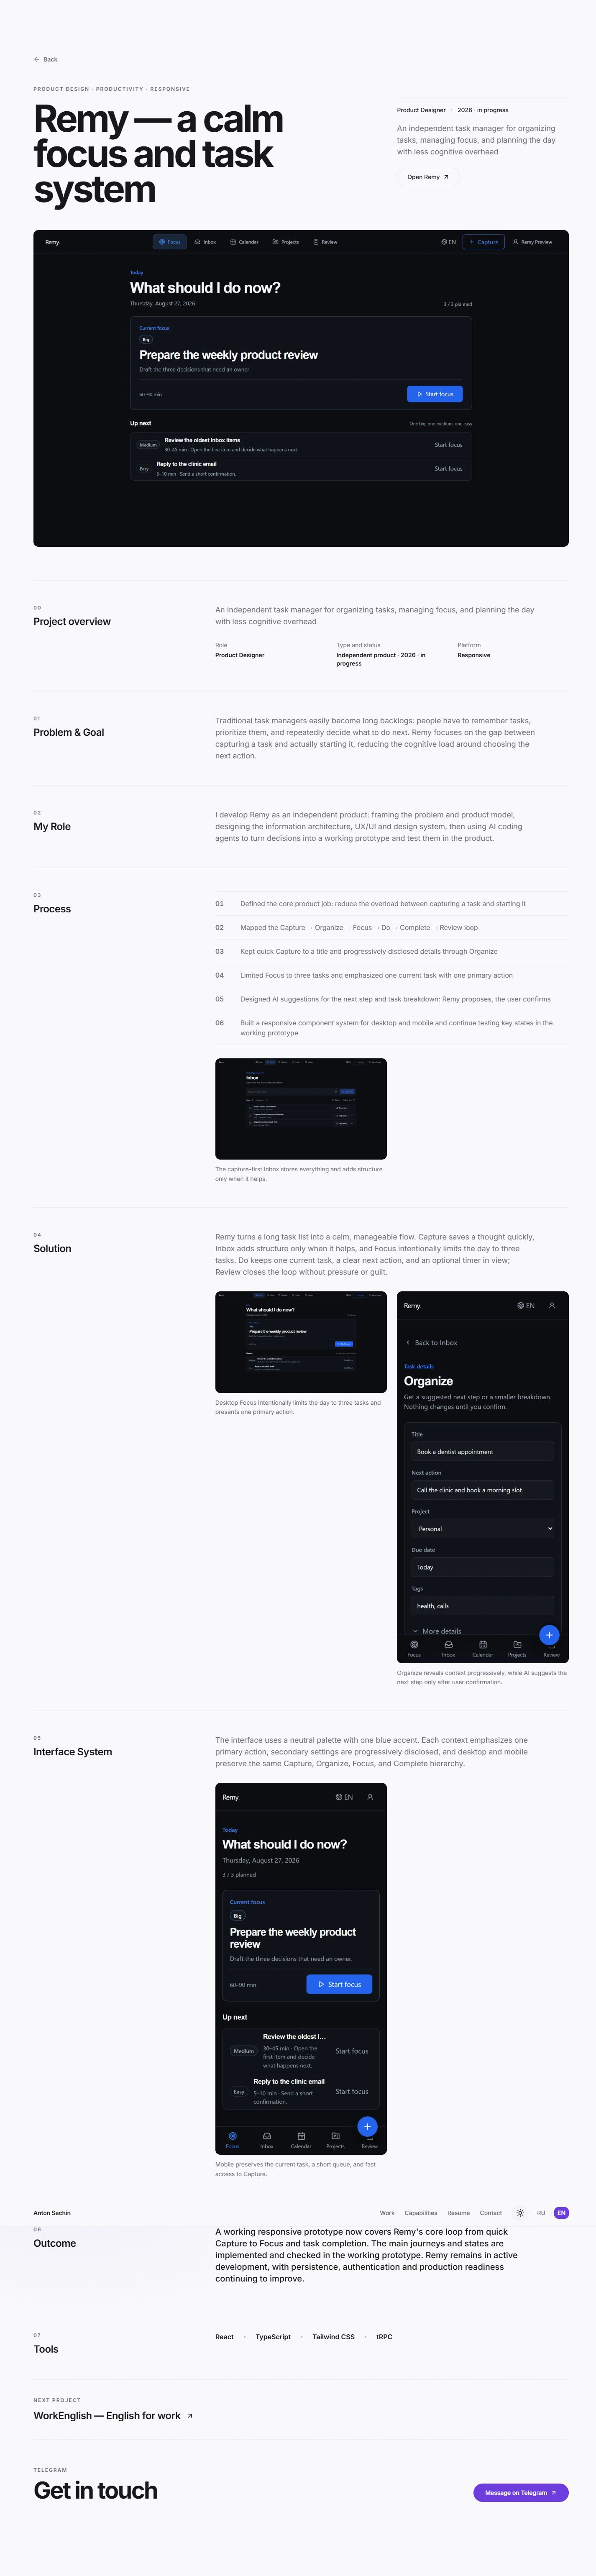 Back
PRODUCT DESIGN · PRODUCTIVITY · RESPONSIVE
Remy — a calm
focus and task
system
Product Designer · 2026 · in progress
An independent task manager for organizing
tasks, managing focus, and planning the day
with less cognitive overhead
Open Remy
Remy
Focus
Inbox
Calendar
Projects
Review
EN
Capture
Remy Preview
Today
What should I do now?
Thursday, August 27, 2026
3 / 3 planned
Current focus
Big
Prepare the weekly product review
Draft the three decisions that need an owner.
60–90 min
Start focus
Up next
One big, one medium, one easy
Medium
Review the oldest Inbox items
30–45 min · Open the first item and decide what happens next.
Start focus
Easy
Reply to the clinic email
5–10 min · Send a short confirmation.
Start focus
00
Project overview
An independent task manager for organizing tasks, managing focus, and planning the day
with less cognitive overhead
Role
Product Designer
Type and status
Independent product · 2026 · in
progress
Platform
Responsive
01
Problem & Goal
Traditional task managers easily become long backlogs: people have to remember tasks,
prioritize them, and repeatedly decide what to do next. Remy focuses on the gap between
capturing a task and actually starting it, reducing the cognitive load around choosing the
next action.
02
My Role
I develop Remy as an independent product: framing the problem and product model,
designing the information architecture, UX/UI and design system, then using AI coding
agents to turn decisions into a working prototype and test them in the product.
03
Process
01 Defined the core product job: reduce the overload between capturing a task and starting it
02 Mapped the Capture → Organize → Focus → Do → Complete → Review loop
03 Kept quick Capture to a title and progressively disclosed details through Organize
04 Limited Focus to three tasks and emphasized one current task with one primary action
05 Designed AI suggestions for the next step and task breakdown: Remy proposes, the user confirms
06 Built a responsive component system for desktop and mobile and continue testing key states in the
working prototype
Inbox
The capture-first Inbox stores everything and adds structure
only when it helps.
04
Solution
Remy turns a long task list into a calm, manageable flow. Capture saves a thought quickly,
Inbox adds structure only when it helps, and Focus intentionally limits the day to three
tasks. Do keeps one current task, a clear next action, and an optional timer in view;
Review closes the loop without pressure or guilt.
What should I do now?
Prepare the weekly product review
Desktop Focus intentionally limits the day to three tasks and
presents one primary action.
Remy
EN
Back to Inbox
Task details
Organize
Get a suggested next step or a smaller breakdown.
Nothing changes until you confirm.
Title
Book a dentist appointment
Next action
Call the clinic and book a morning slot.
Project
Personal
Due date
Today
Tags
health, calls
More details
Focus
Inbox
Calendar
Projects
Review
Organize reveals context progressively, while AI suggests the
next step only after user confirmation.
05
Interface System
The interface uses a neutral palette with one blue accent. Each context emphasizes one
primary action, secondary settings are progressively disclosed, and desktop and mobile
preserve the same Capture, Organize, Focus, and Complete hierarchy.
Remy
EN
Today
What should I do now?
Thursday, August 27, 2026
3 / 3 planned
Current focus
Big
Prepare the weekly product
review
Draft the three decisions that need an owner.
60–90 min
Start focus
Up next
Medium
Review the oldest I…
30–45 min · Open the
first item and decide
what happens next.
Start focus
Easy
Reply to the clinic email
5–10 min · Send a short
confirmation.
Start focus
Focus
Inbox
Calendar
Projects
Review
Mobile preserves the current task, a short queue, and fast
access to Capture.
Anton Sechin
Work
Capabilities
Resume
Contact
RU
EN
06
Outcome
A working responsive prototype now covers Remy's core loop from quick
Capture to Focus and task completion. The main journeys and states are
implemented and checked in the working prototype. Remy remains in active
development, with persistence, authentication and production readiness
continuing to improve.
07
Tools
React · TypeScript · Tailwind CSS · tRPC
NEXT PROJECT
WorkEnglish — English for work
TELEGRAM
Get in touch
Message on Telegram